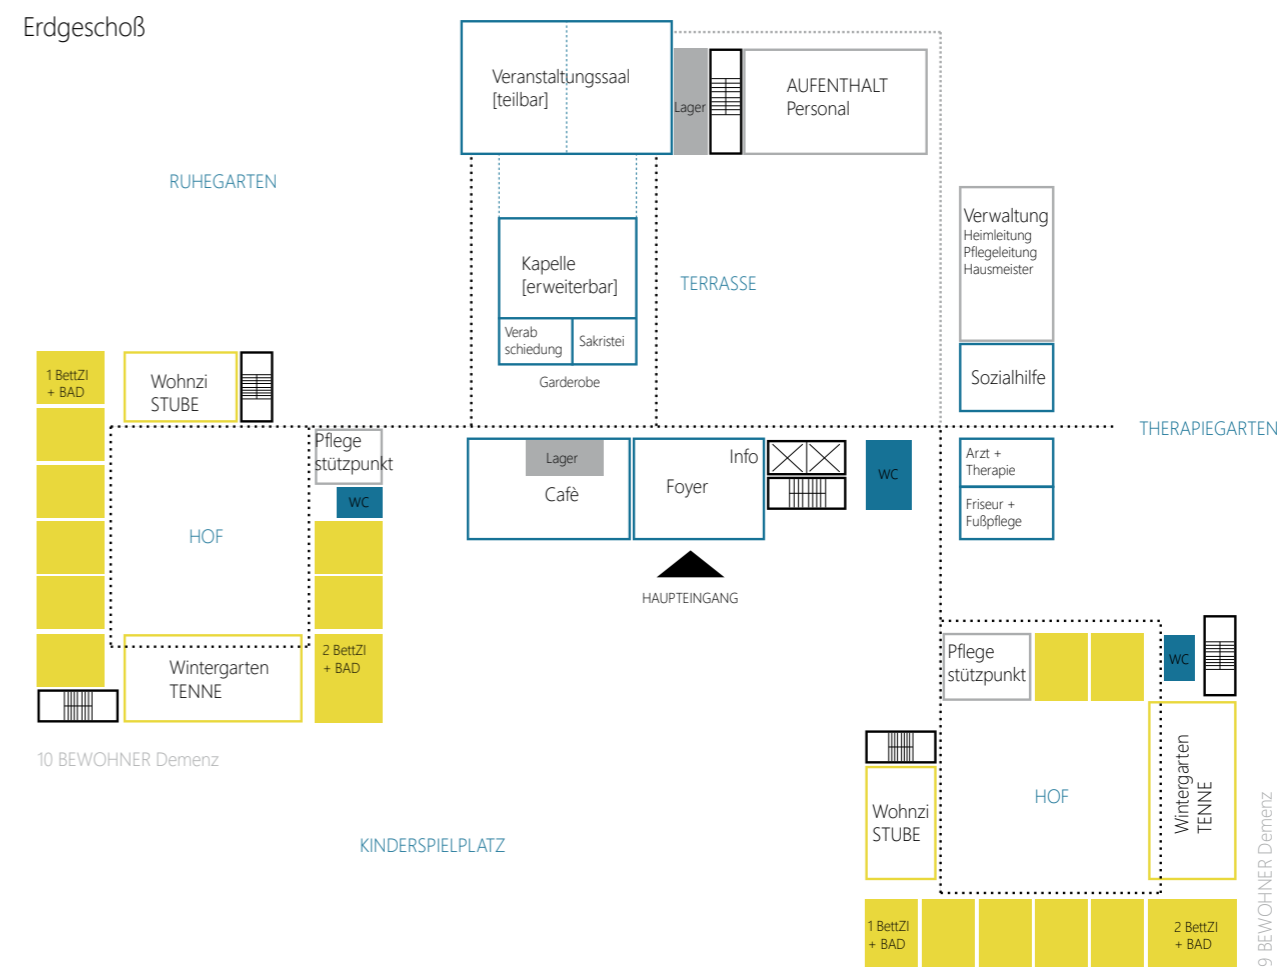 Erdgeschoß
Veranstaltungssaal
[teilbar]
Lager
AUFENTHALT
Personal
RUHEGARTEN
Verwaltung
Heimleitung
Pflegeleitung
Hausmeister
Kapelle
[erweiterbar]
TERRASSE
Verab
schiedung
Sakristei
Garderobe
Sozialhilfe
1 BettZI
+ BAD
Wohnzi
STUBE
THERAPIEGARTEN
Pflege
stützpunkt
WC
HOF
Lager
Cafè
Info
Foyer
WC
Arzt +
Therapie
Friseur +
Fußpflege
HAUPTEINGANG
Wintergarten
TENNE
2 BettZI
+ BAD
10 BEWOHNER Demenz
Pflege
stützpunkt
WC
KINDERSPIELPLATZ
Wohnzi
STUBE
HOF
Wintergarten
TENNE
1 BettZI
+ BAD
2 BettZI
+ BAD
9 BEWOHNER Demenz